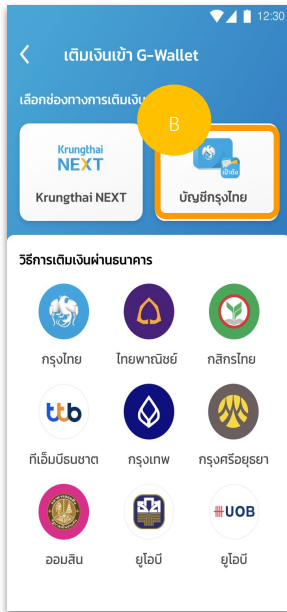 12:30
เติมเงินเข้า G-Wallet
เลือกช่องทางการเติมเงิน
B
Krungthai
NEXT
เป๋าตัง
Krungthai NEXT
บัญชีกรุงไทย
วิธีการเติมเงินผ่านธนาคาร
กรุงไทย
ไทยพาณิชย์
กสิกรไทย
ttb
ทีเอ็มบีธนชาต
กรุงเทพ
กรุงศรีอยุธยา
UOB
ออมสิน
ยูโอบี
ยูโอบี